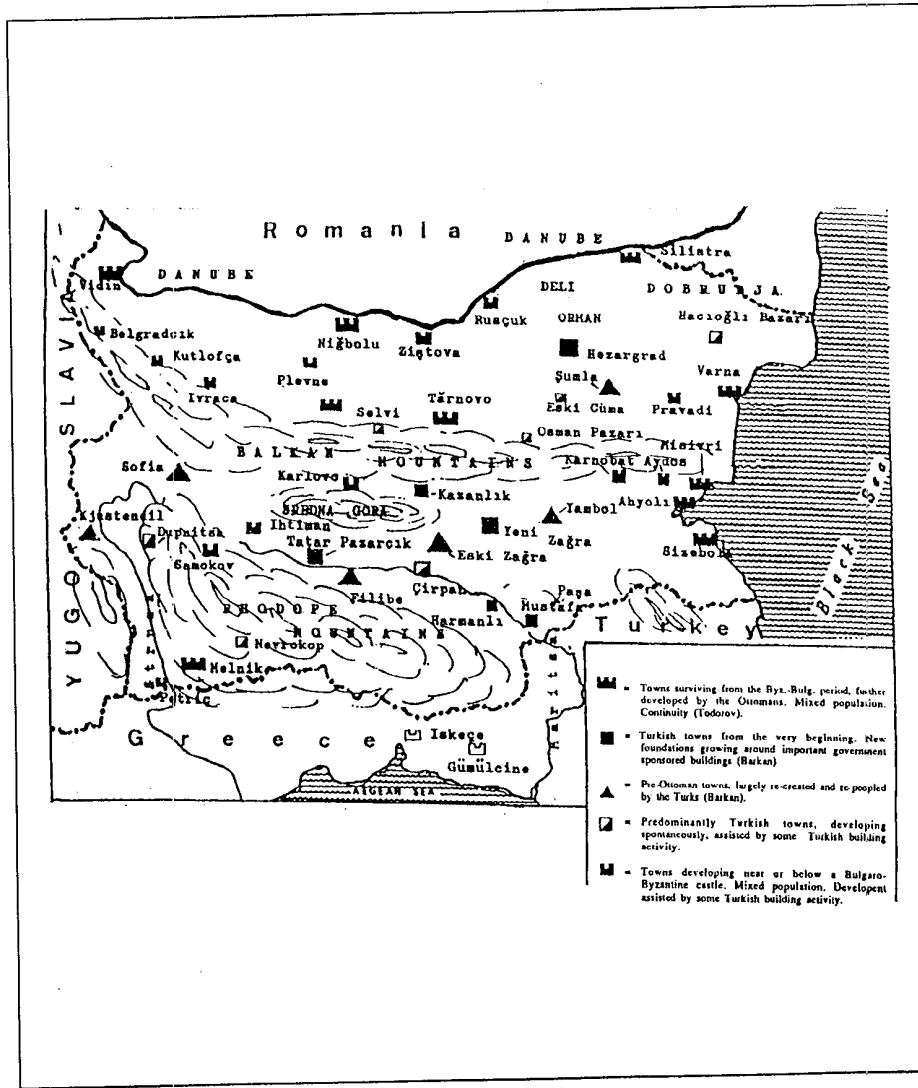 Romania
DANUBE
Silistra
DANUBE
Vidin
DELI
DOBRUDJA
Rusçuk
ORMAN
Hacıoğlı Bazarı
Belgradcık
Niğbolu
Ziştova
Hezargrad
Kutlofça
Şumla
Varna
Plevne
Ivraca
Tărnovo
Eski Cüma
Pravadi
Selvi
Osman Pazarı
Misivri
BALKAN
MOUNTAINS
Karnobat
Aydos
Sofia
Karlovo
Kazanlık
Ahyolı
SREDNA GORA
Yambol
Kjustendil
Dupnitsa
Ihtiman
Yeni
Zağra
Tatar Pazarcık
Eski Zağra
Sizeboli
Samokov
Çirpan
Filibe
Paşa
Mustafa
Harmanlı
RHODOPE
MOUNTAINS
Turkey
Nevrokop
Melnik
Petriç
Struma
YUGOSLAVIA
Black Sea
Maritsa
Greece
Iskeçe
Gümülcine
AEGEAN SEA
= Towns surviving from the Byz.-Bulg. period, further
developed by the Ottomans. Mixed population.
Continuity (Todorov).
= Turkish towns from the very beginning. New
foundations growing around important government
sponsored buildings (Barkan)
= Pre-Ottoman towns, largely re-created and re-peopled
by the Turks (Barkan).
= Predominantly Turkish towns, developing
spontaneously, assisted by some Turkish building
activity.
= Towns developing near or below a Bulgaro-
Byzantine castle. Mixed population. Developent
assisted by some Turkish building activity.